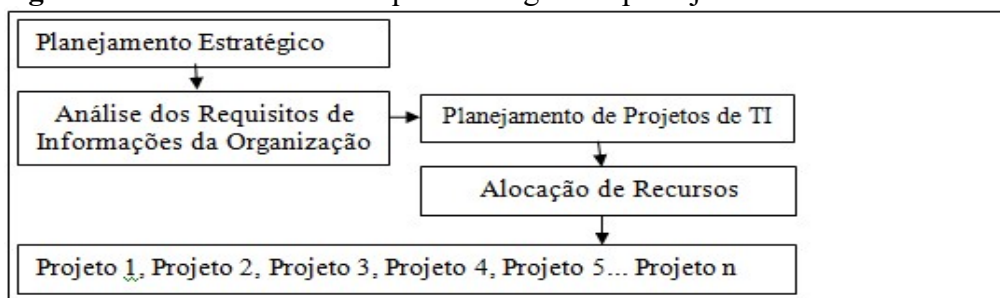 Planejamento Estratégico
Análise dos Requisitos de
Informações da Organização
Planejamento de Projetos de TI
Alocação de Recursos
Projeto 1, Projeto 2, Projeto 3, Projeto 4, Projeto 5... Projeto n